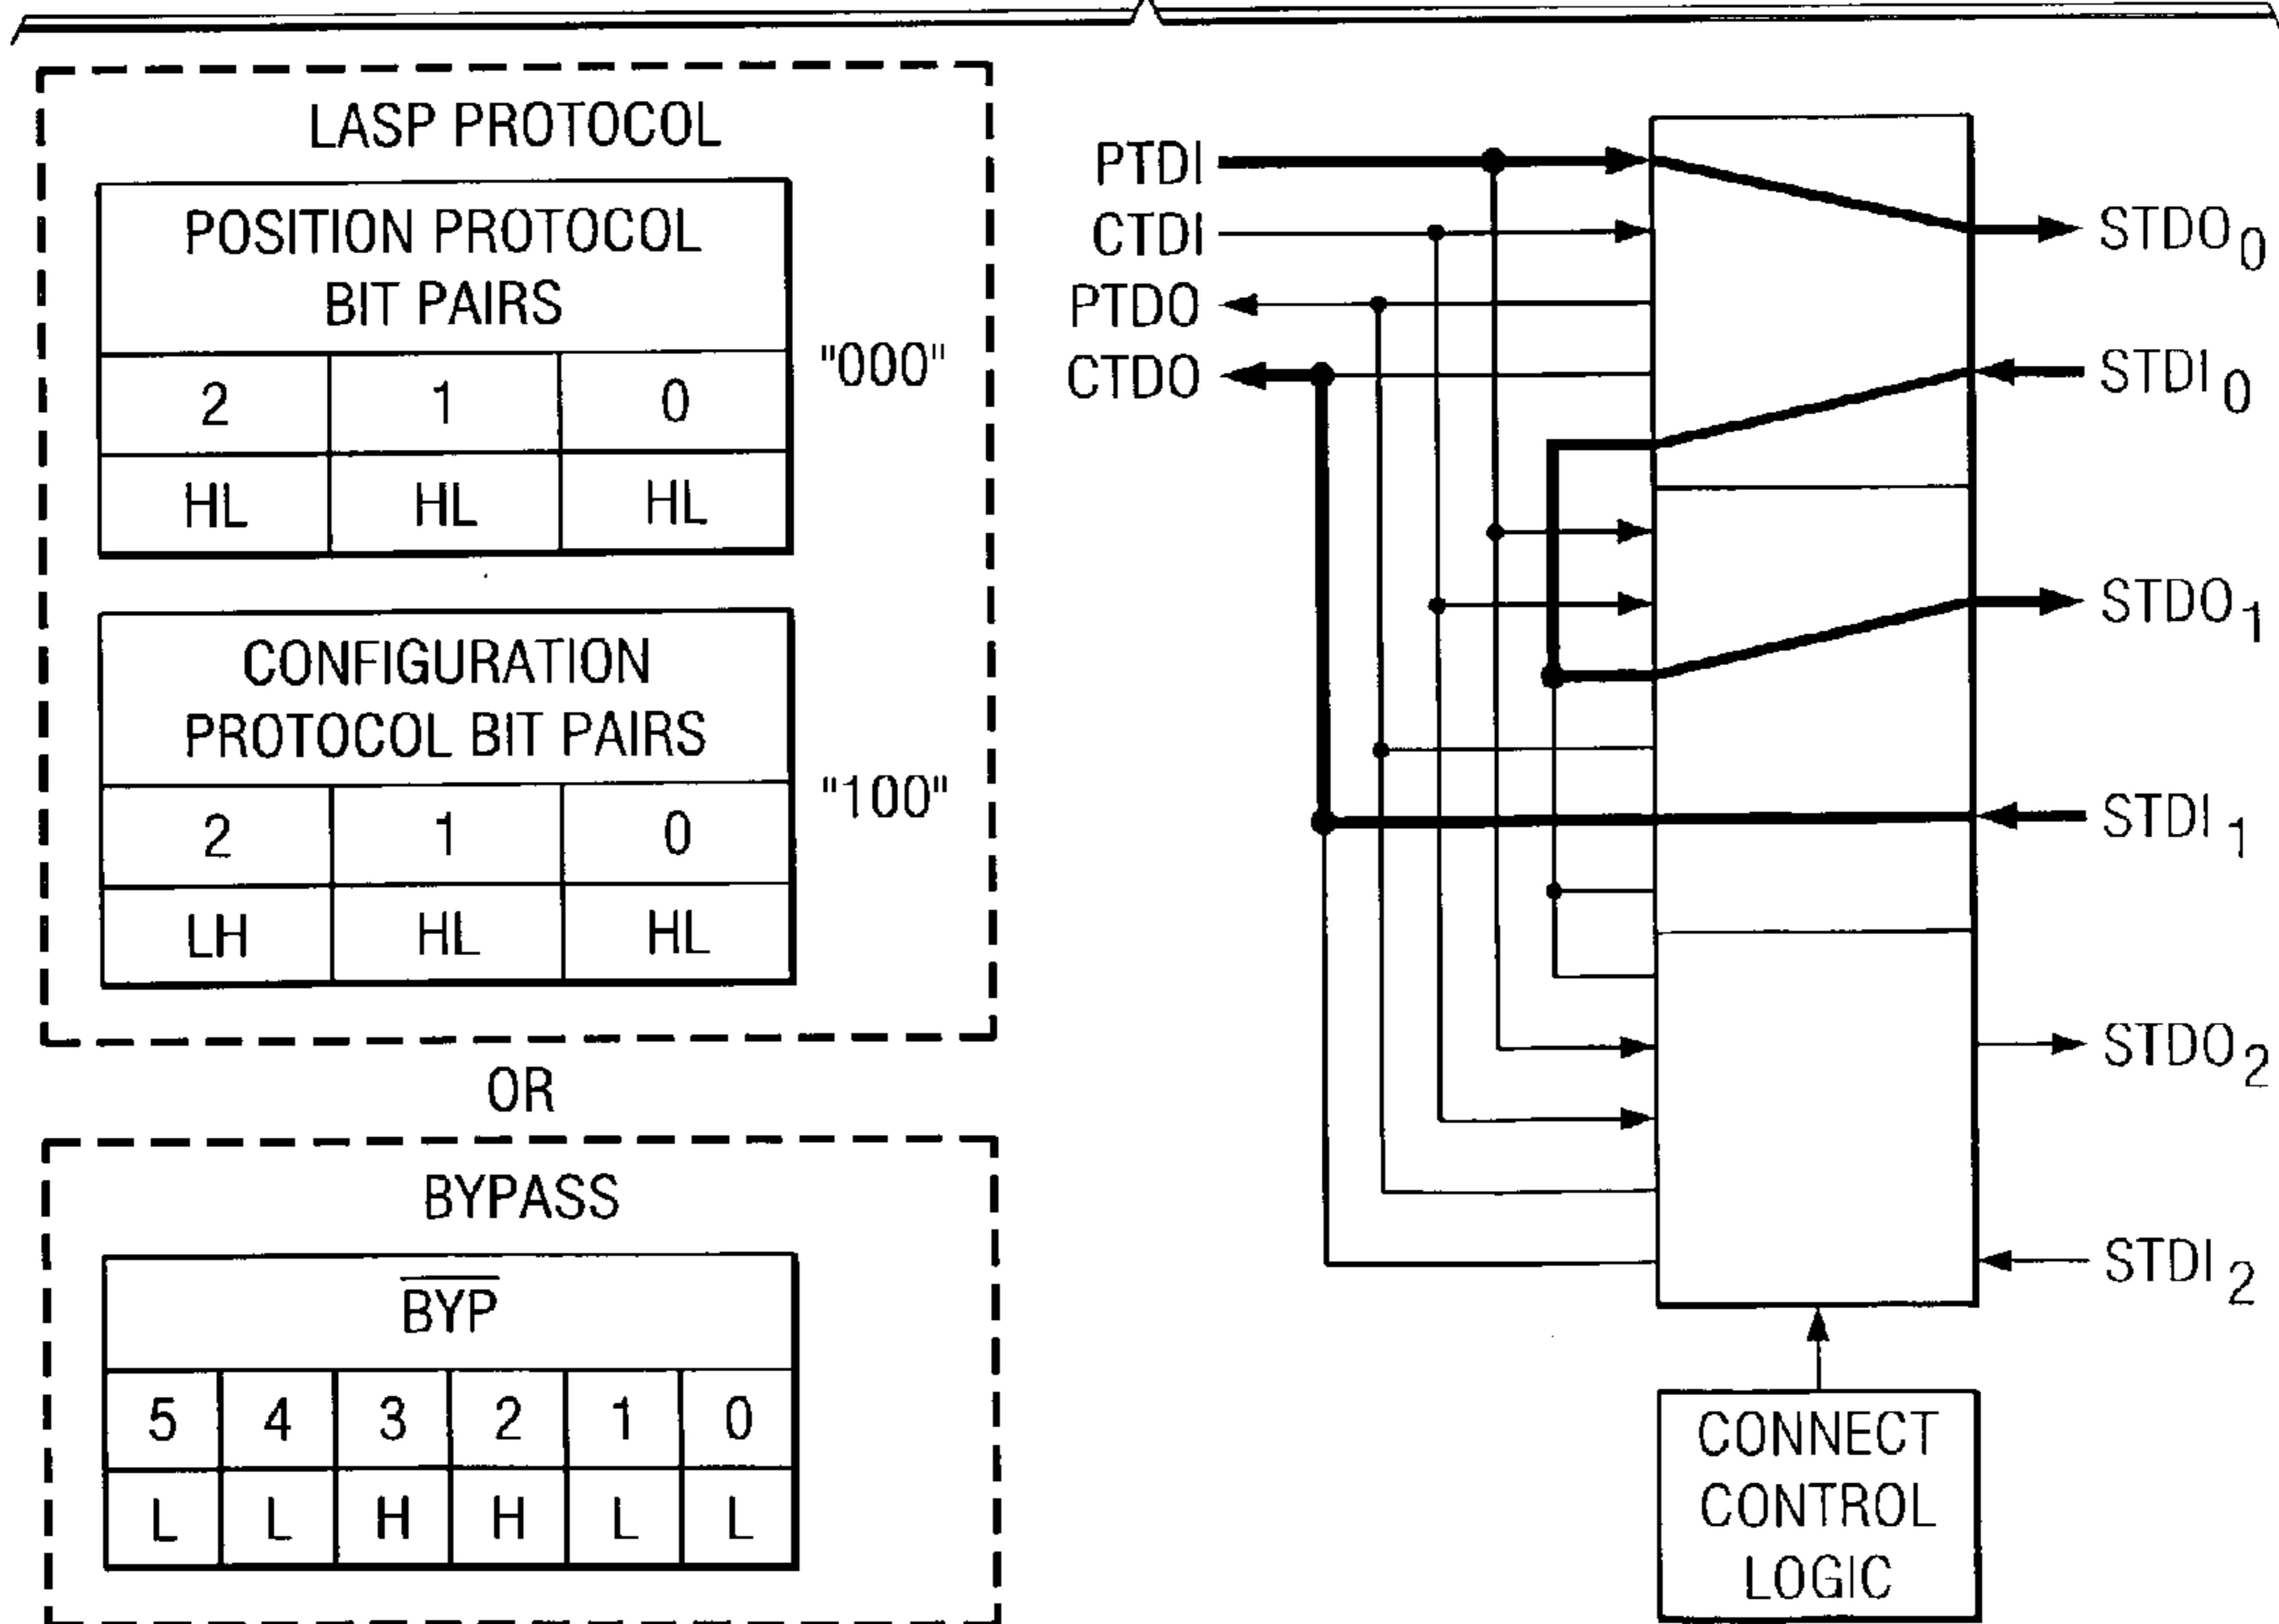 LASP PROTOCOL
POSITION PROTOCOL
BIT PAIRS
2 1 0
HL HL HL
"000"
CONFIGURATION
PROTOCOL BIT PAIRS
2 1 0
LH HL HL
"100"
OR
BYPASS
BYP
5 4 3 2 1 0
L L H H L L
PTDI
CTDI
PTDO
CTDO
STDO0
STDI0
STDO1
STDI1
STDO2
STDI2
CONNECT
CONTROL
LOGIC